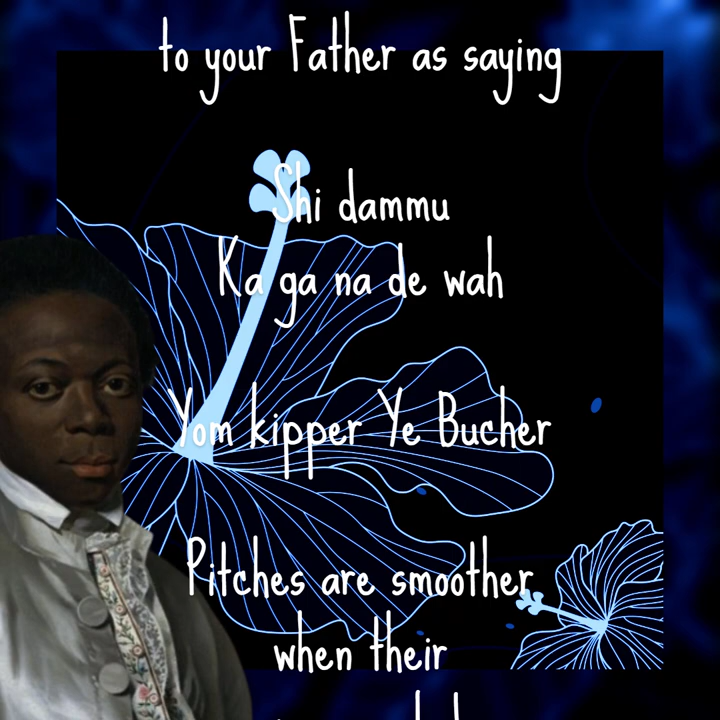 to your Father as saying
Shi dammu
Ka ga na de wah
Yom kipper Ye Bucher
Pitches are smoother
when their